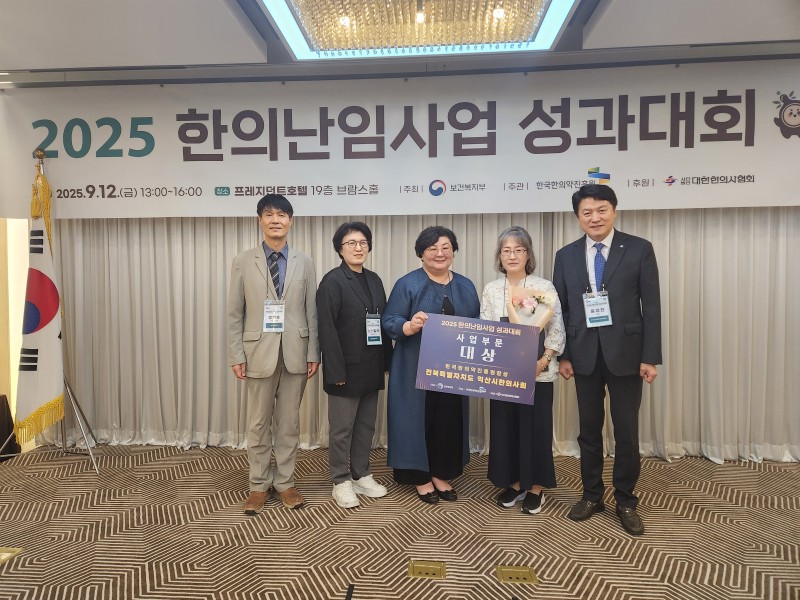 2025 한의난임사업 성과대회
2025.9.12.(금) 13:00~16:00 장소 프레지던트호텔 19층 브람스홀 주최 보건복지부 주관 한국한의약진흥원 후원 대한한의사협회
2025 한의난임사업 성과대회
사업부문
대상
한국한의약진흥원장상
전북특별자치도 익산시한의사회